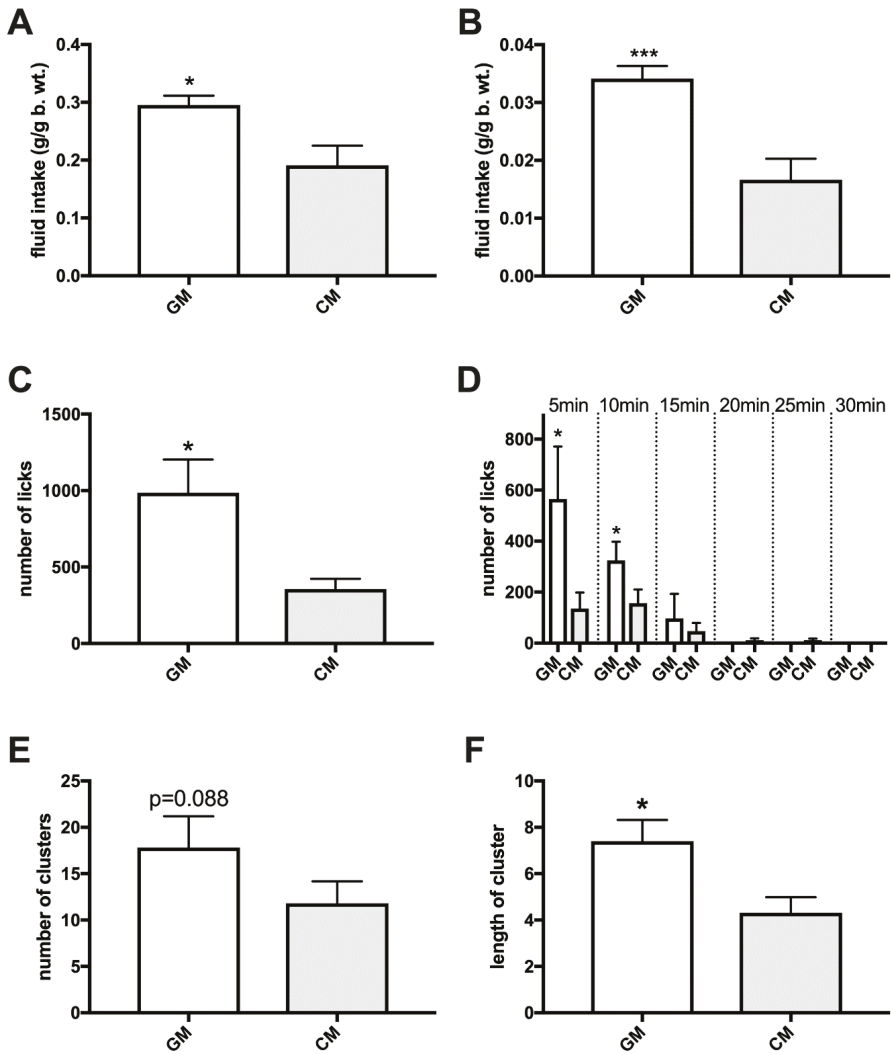 A
fluid intake (g/g b. wt.)
0.4
0.3
0.2
0.1
0.0
*
GM
CM
B
fluid intake (g/g b. wt.)
0.04
0.03
0.02
0.01
0.00
***
GM
CM
C
number of licks
1500
1000
500
0
*
GM
CM
D
number of licks
5min 10min 15min 20min 25min 30min
800
600
400
200
0
*
*
GM CM GM CM GM CM GM CM GM CM GM CM
E
number of clusters
25
20
15
10
5
0
p=0.088
GM
CM
F
length of cluster
10
8
6
4
2
0
*
GM
CM